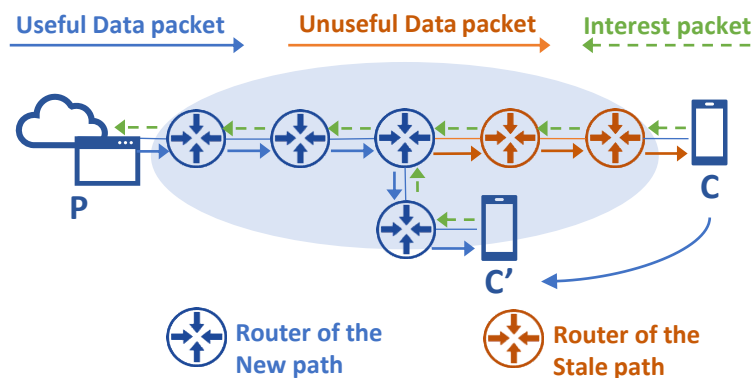 Useful Data packet
Unuseful Data packet
Interest packet
P
C
C’
Router of the
New path
Router of the
Stale path